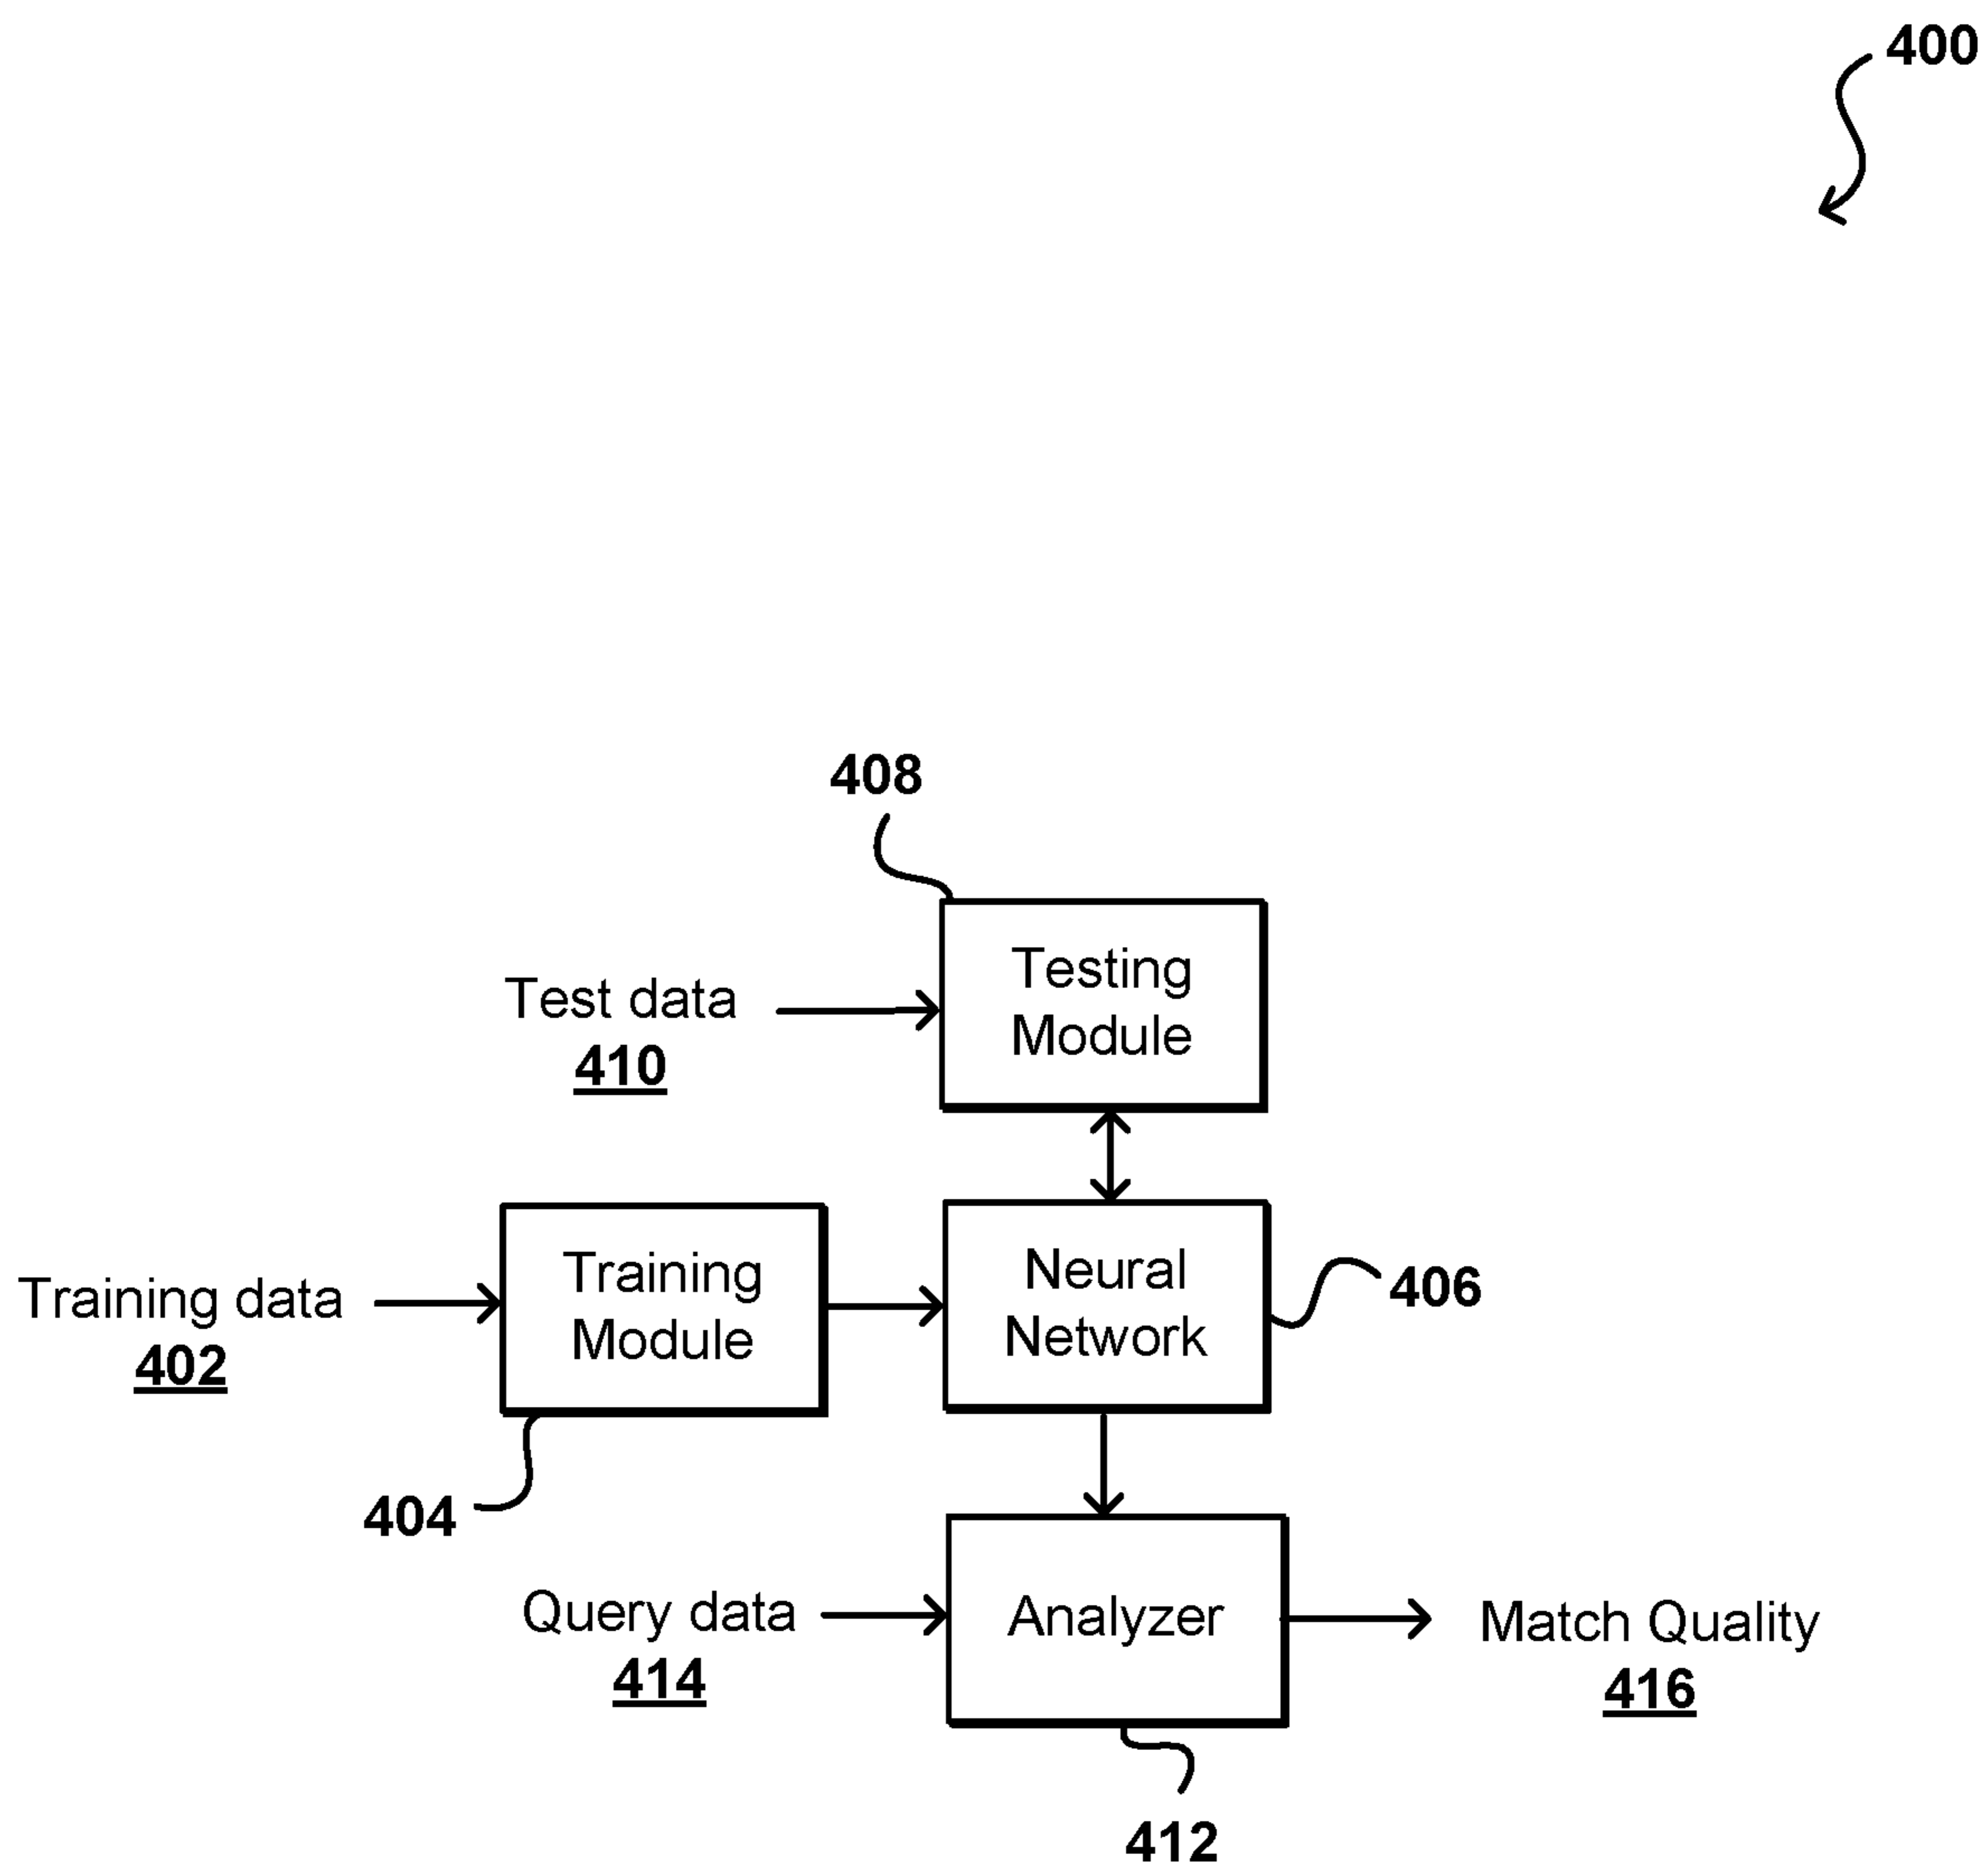 400
408
Testing
Module
Test data
410
Training
Module
Neural
Network
406
Training data
402
404
Query data
414
Analyzer
Match Quality
416
412